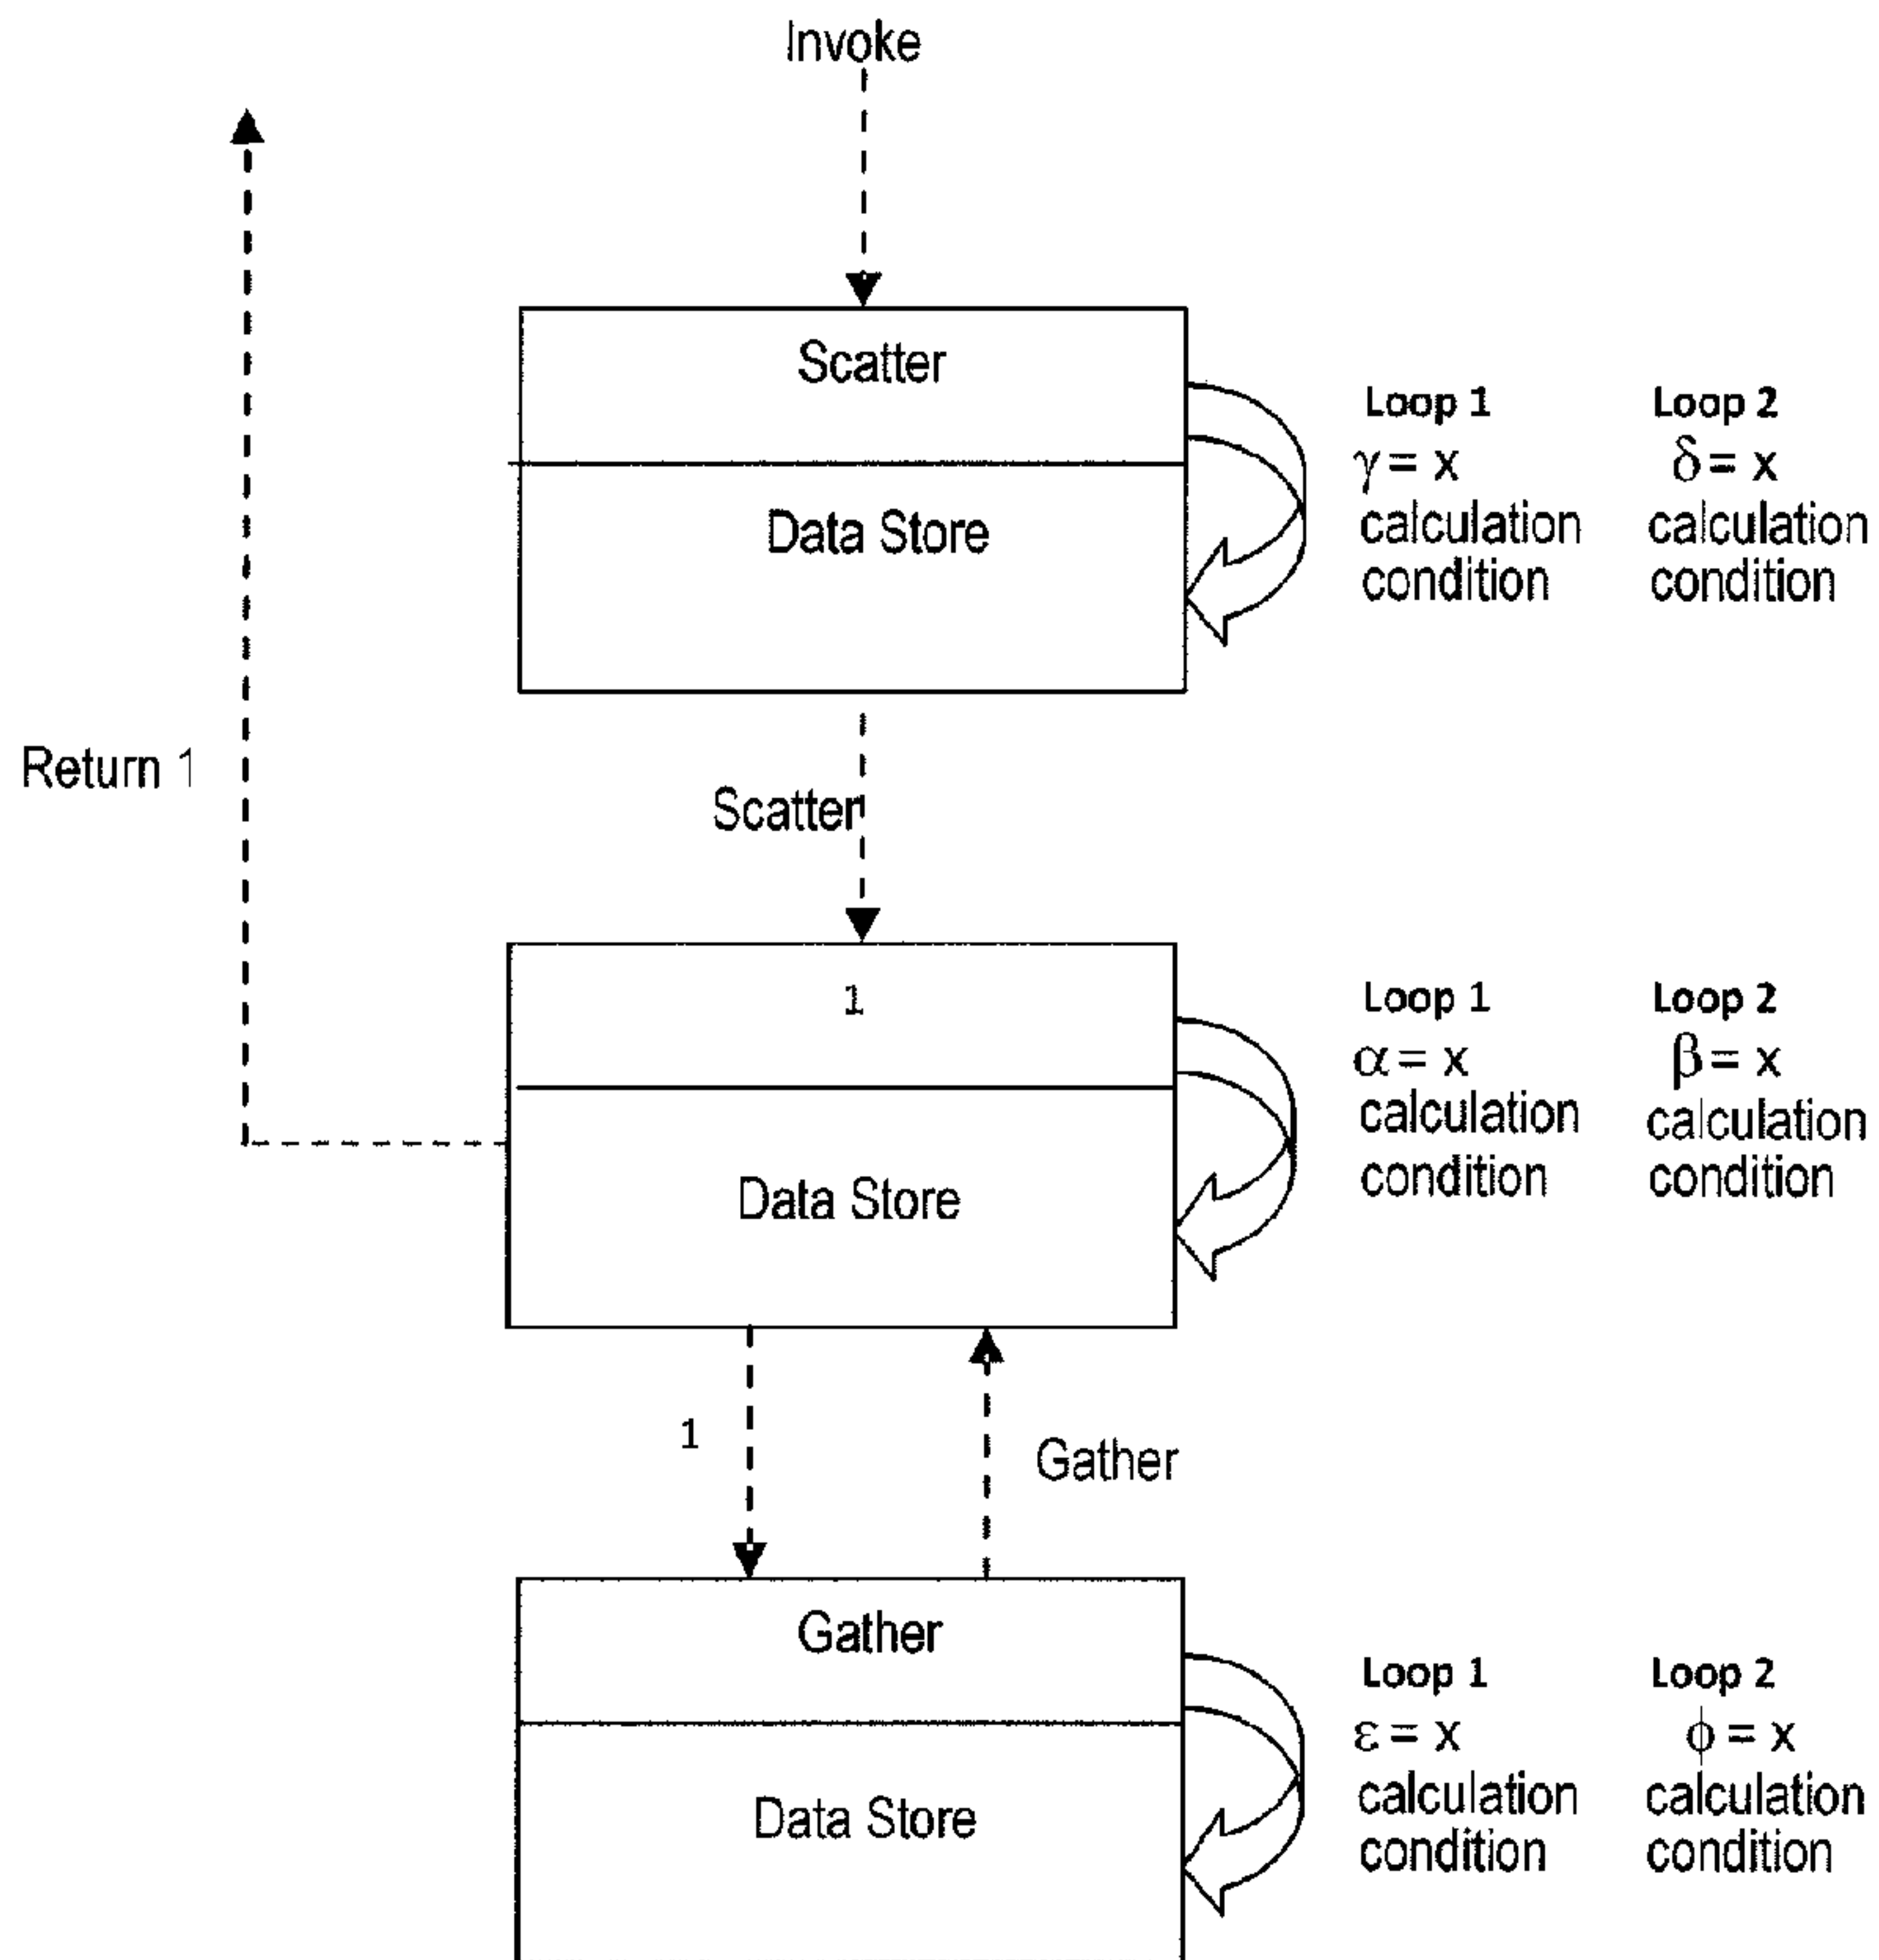 Invoke
Scatter
Data Store
Loop 1
γ = x
calculation
condition
Loop 2
δ = x
calculation
condition
Return 1
Scatter
1
Data Store
Loop 1
α = x
calculation
condition
Loop 2
β = x
calculation
condition
1
Gather
Gather
Data Store
Loop 1
ε = x
calculation
condition
Loop 2
ϕ = x
calculation
condition